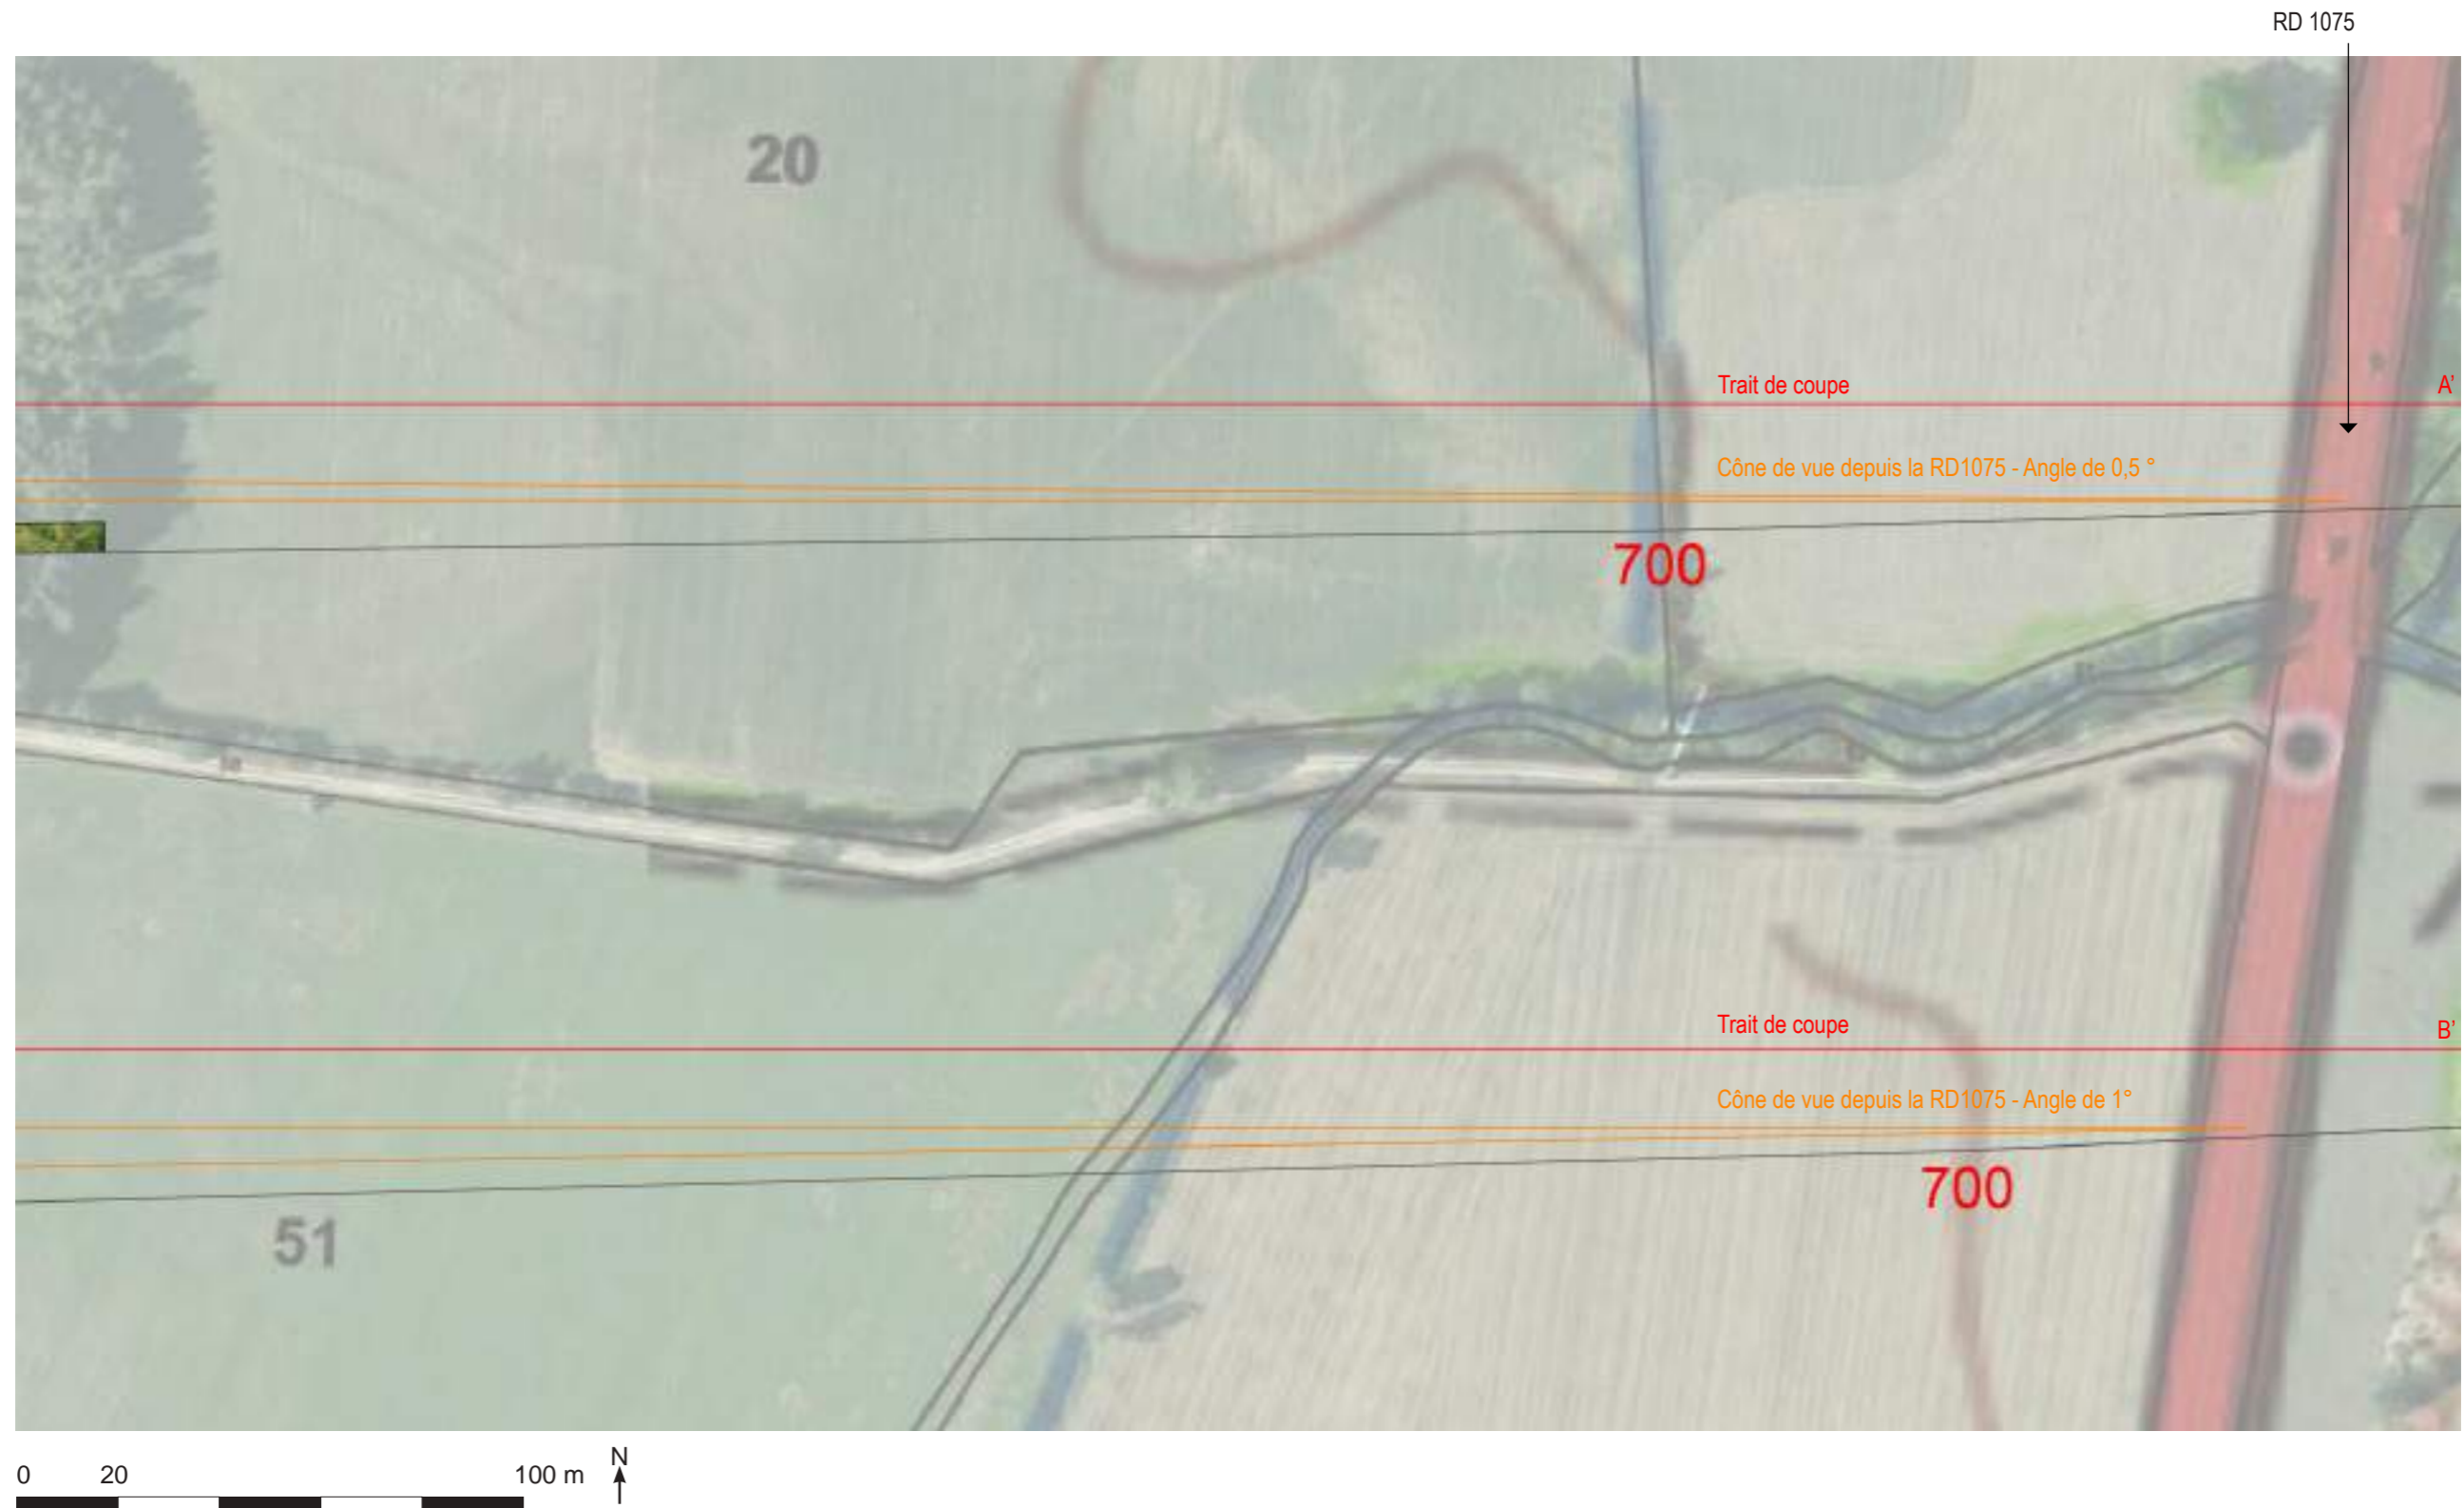 RD 1075
20
Trait de coupe
A'
Cône de vue depuis la RD1075 - Angle de 0,5 °
700
Trait de coupe
B'
Cône de vue depuis la RD1075 - Angle de 1°
700
51
N
0 20 100 m